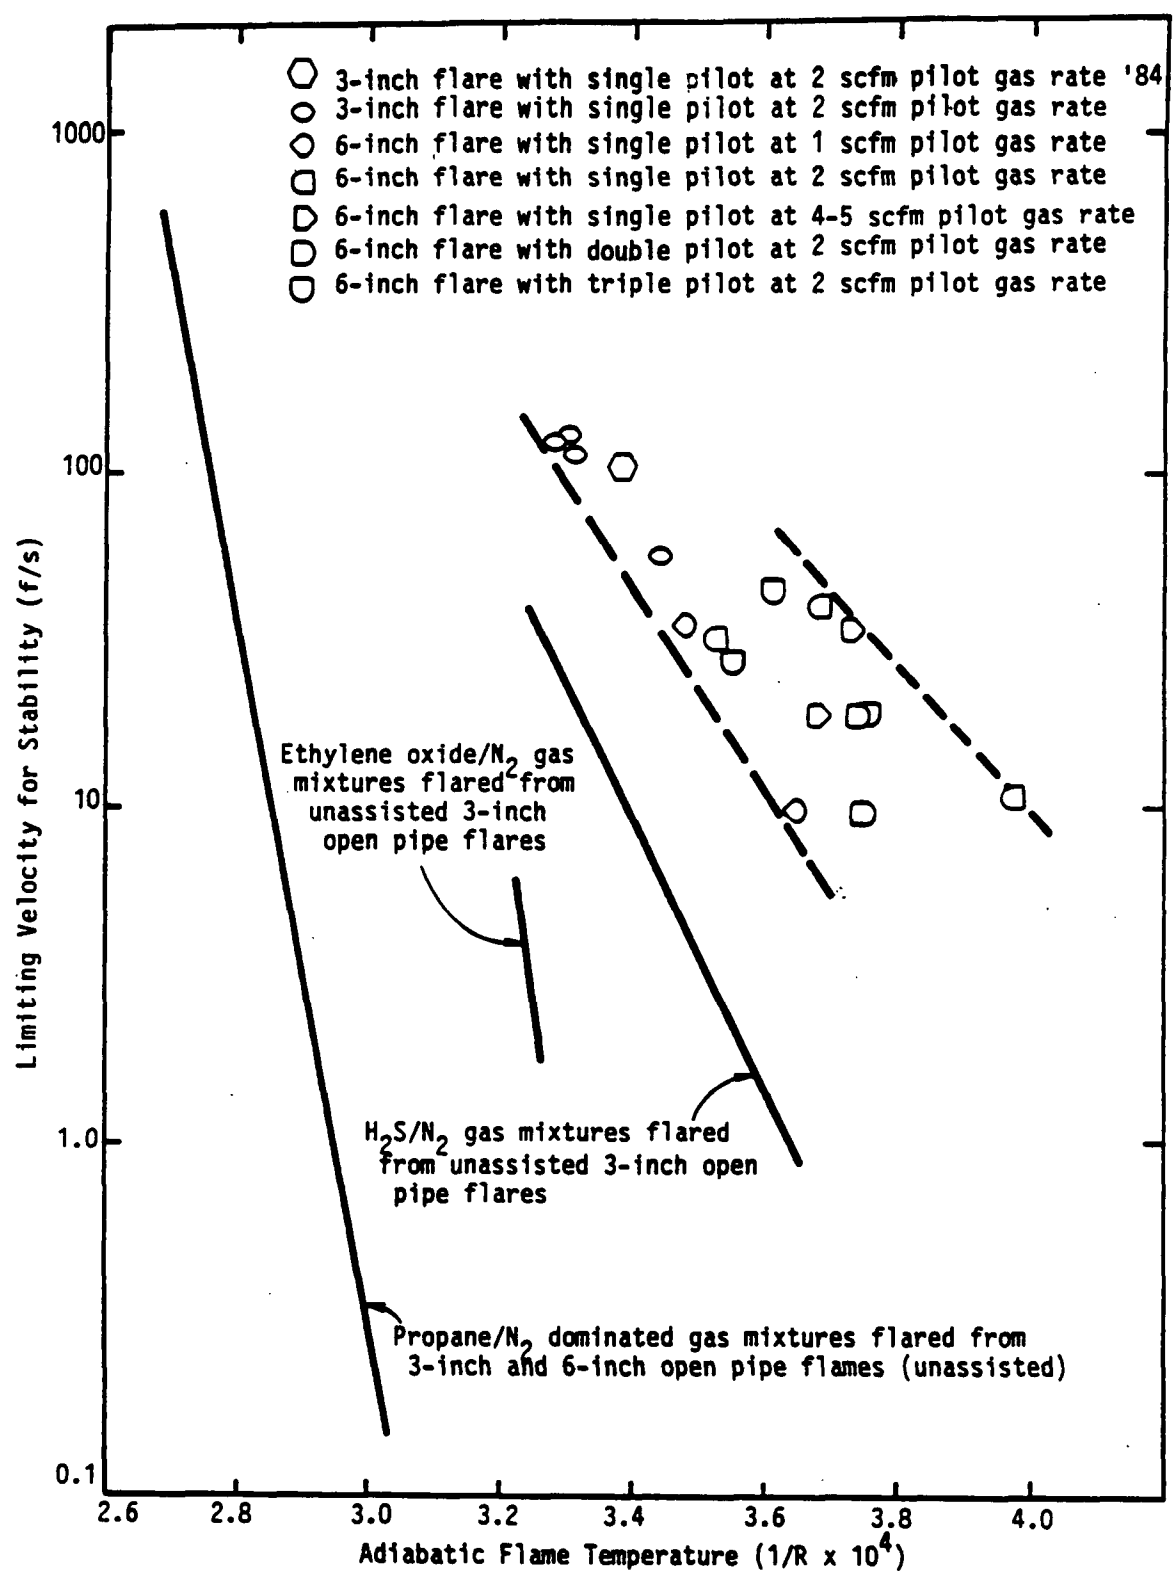 3-inch flare with single pilot at 2 scfm pilot gas rate '84
3-inch flare with single pilot at 2 scfm pilot gas rate
6-inch flare with single pilot at 1 scfm pilot gas rate
6-inch flare with single pilot at 2 scfm pilot gas rate
6-inch flare with single pilot at 4-5 scfm pilot gas rate
6-inch flare with double pilot at 2 scfm pilot gas rate
6-inch flare with triple pilot at 2 scfm pilot gas rate
1000
100
10
1.0
0.1
Limiting Velocity for Stability (f/s)
Ethylene oxide/N2 gas
mixtures flared from
unassisted 3-inch
open pipe flares
H2S/N2 gas mixtures flared
from unassisted 3-inch open
pipe flares
Propane/N2 dominated gas mixtures flared from
3-inch and 6-inch open pipe flames (unassisted)
2.6 2.8 3.0 3.2 3.4 3.6 3.8 4.0
Adiabatic Flame Temperature (1/R x 10^4)